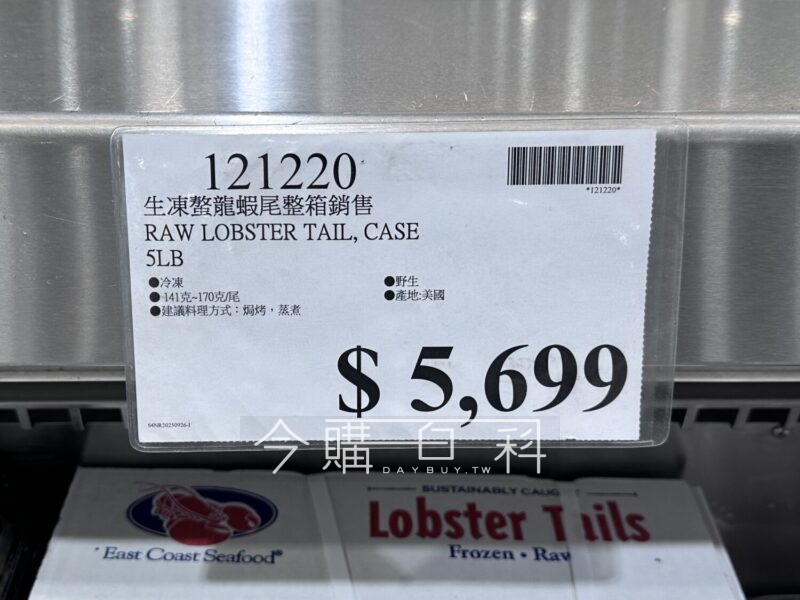 121220
*121220*
生凍螯龍蝦尾整箱銷售
RAW LOBSTER TAIL, CASE
5LB
●冷凍
●野生
●141克~170克/尾
●產地:美國
●建議料理方式：焗烤，蒸煮
$ 5,699
今購百科
DAYBUY.TW
SUSTAINABLY CAUGHT
East Coast Seafood®
Lobster Tails
Frozen • Raw